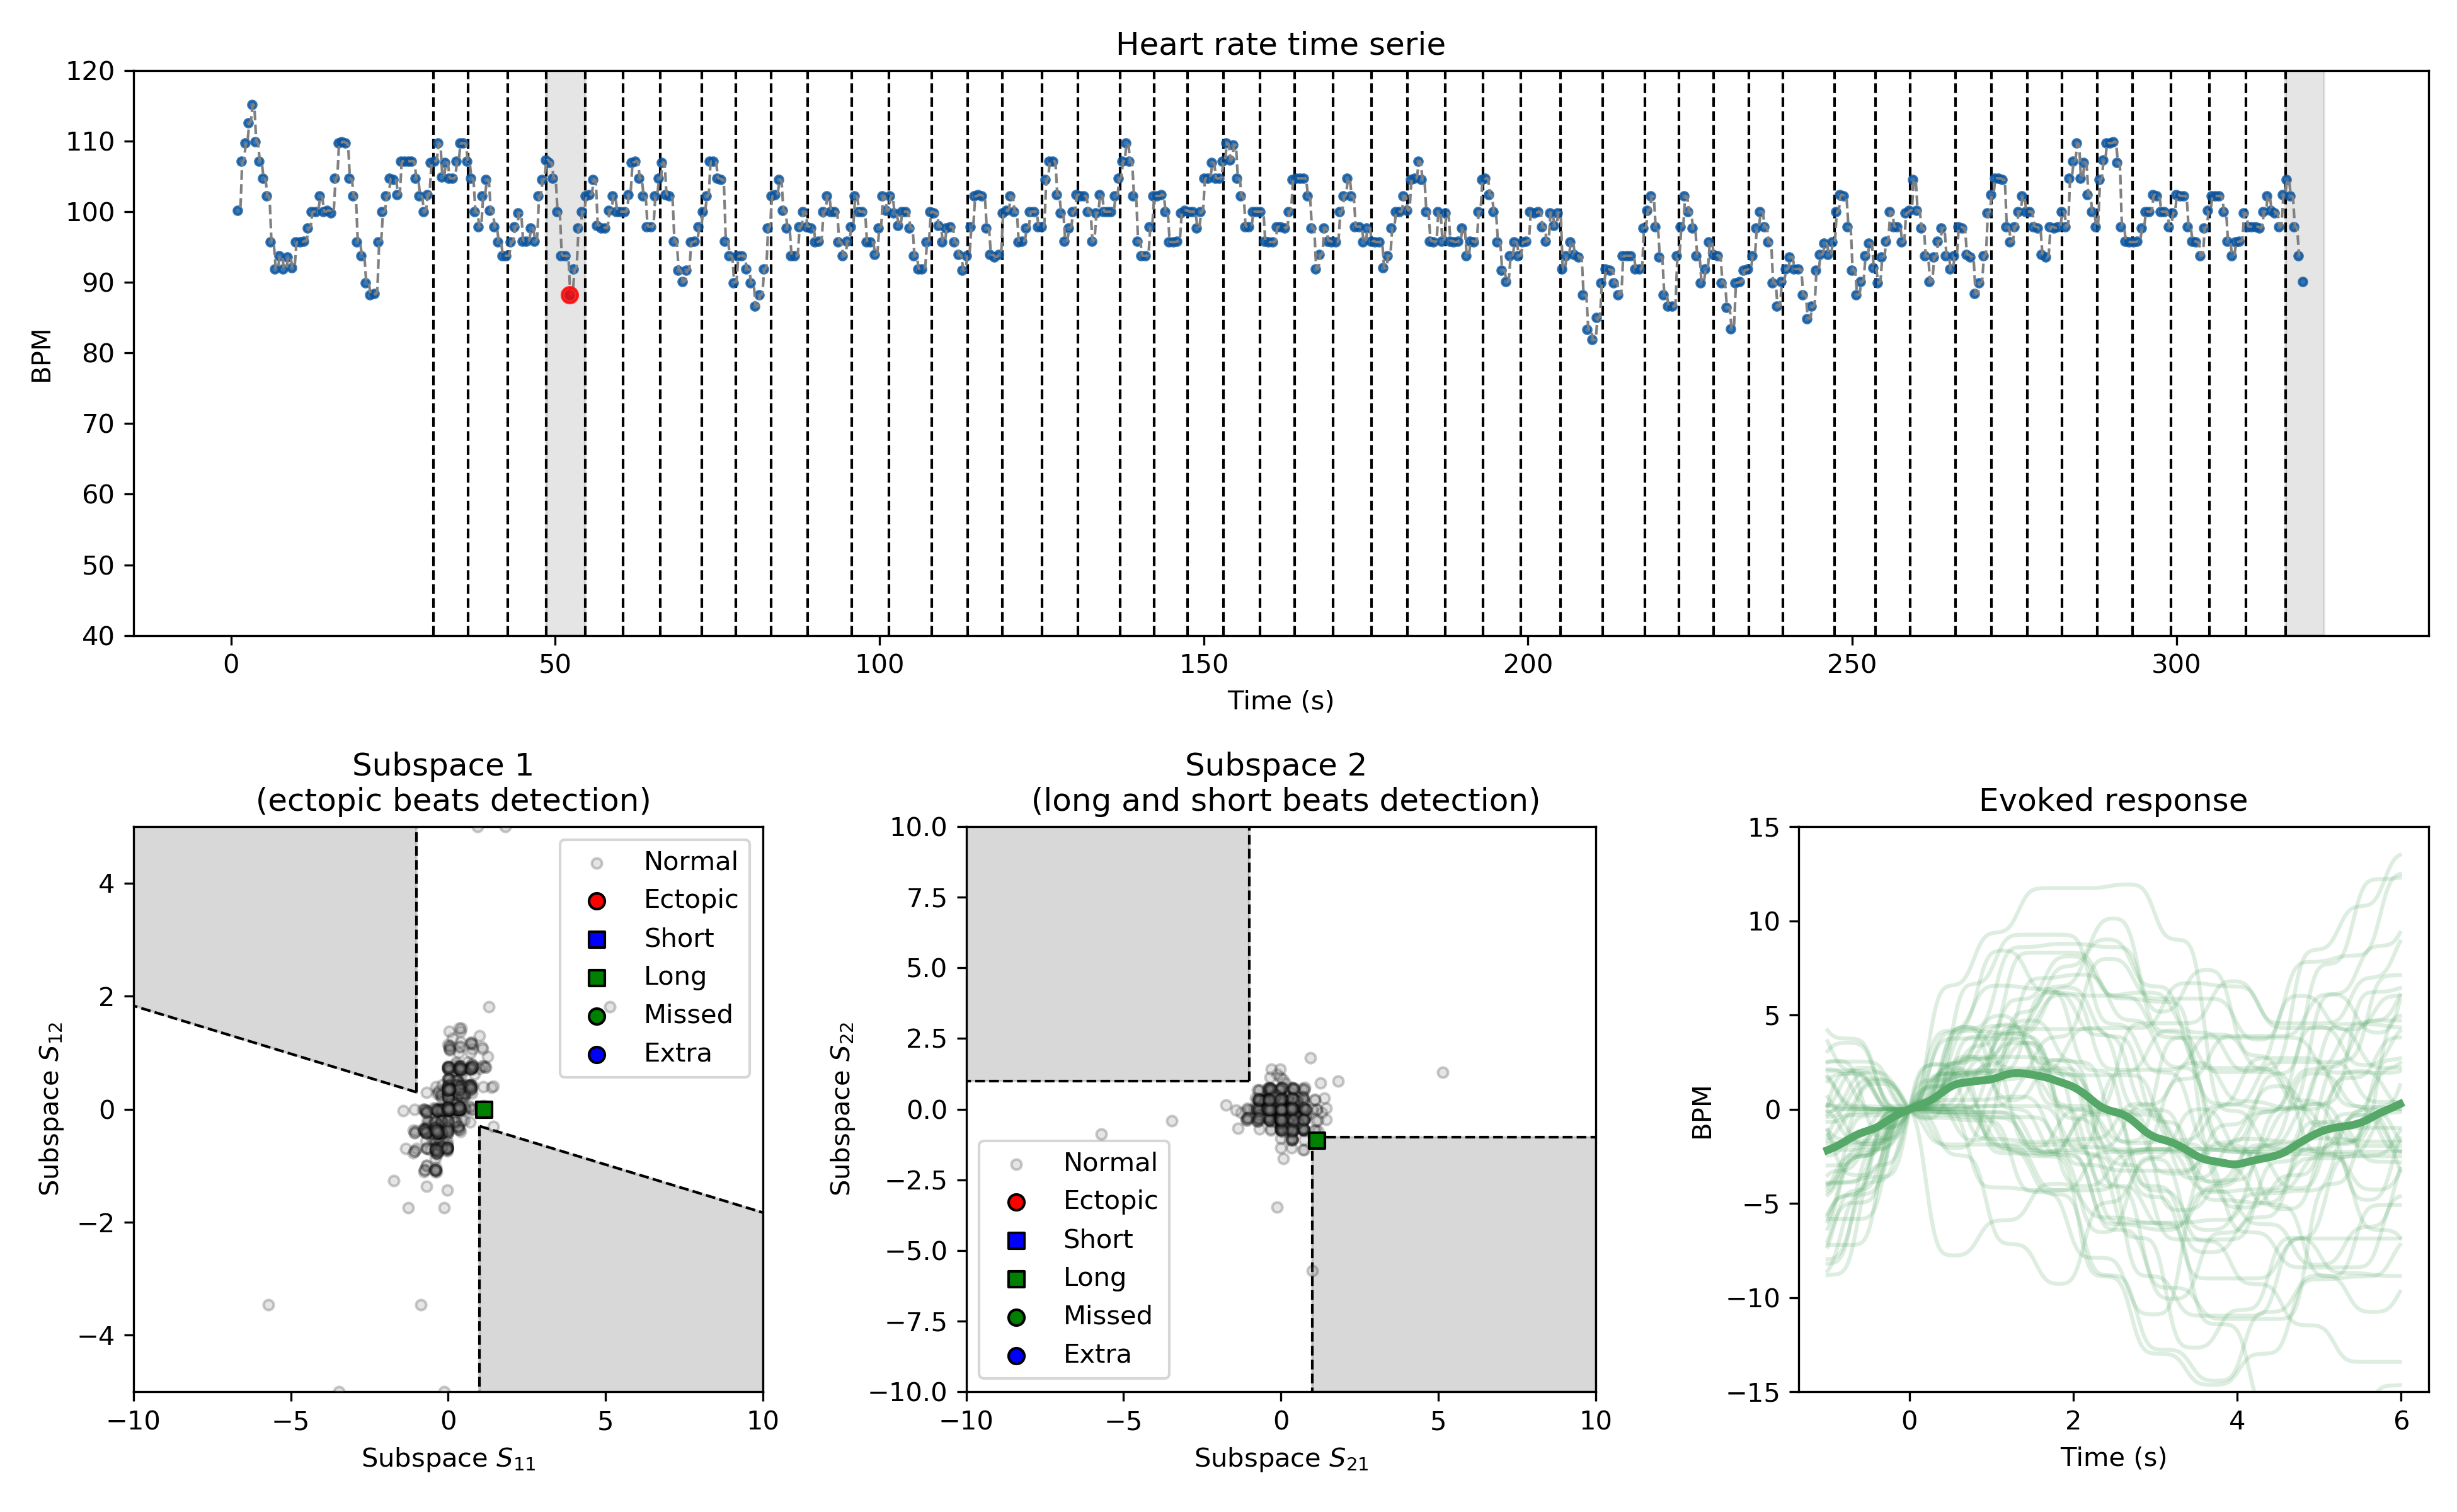 Heart rate time serie
120
110
100
90
80
70
60
50
40
BPM
0
50
100
150
200
250
300
Time (s)
Subspace 1
(ectopic beats detection)
4
2
0
−2
−4
Subspace S₁₂
Normal
Ectopic
Short
Long
Missed
Extra
−10
−5
0
5
10
Subspace S₁₁
Subspace 2
(long and short beats detection)
10.0
7.5
5.0
2.5
0.0
−2.5
−5.0
−7.5
−10.0
Subspace S₂₂
Normal
Ectopic
Short
Long
Missed
Extra
−10
−5
0
5
10
Subspace S₂₁
Evoked response
15
10
5
0
−5
−10
−15
BPM
0
2
4
6
Time (s)